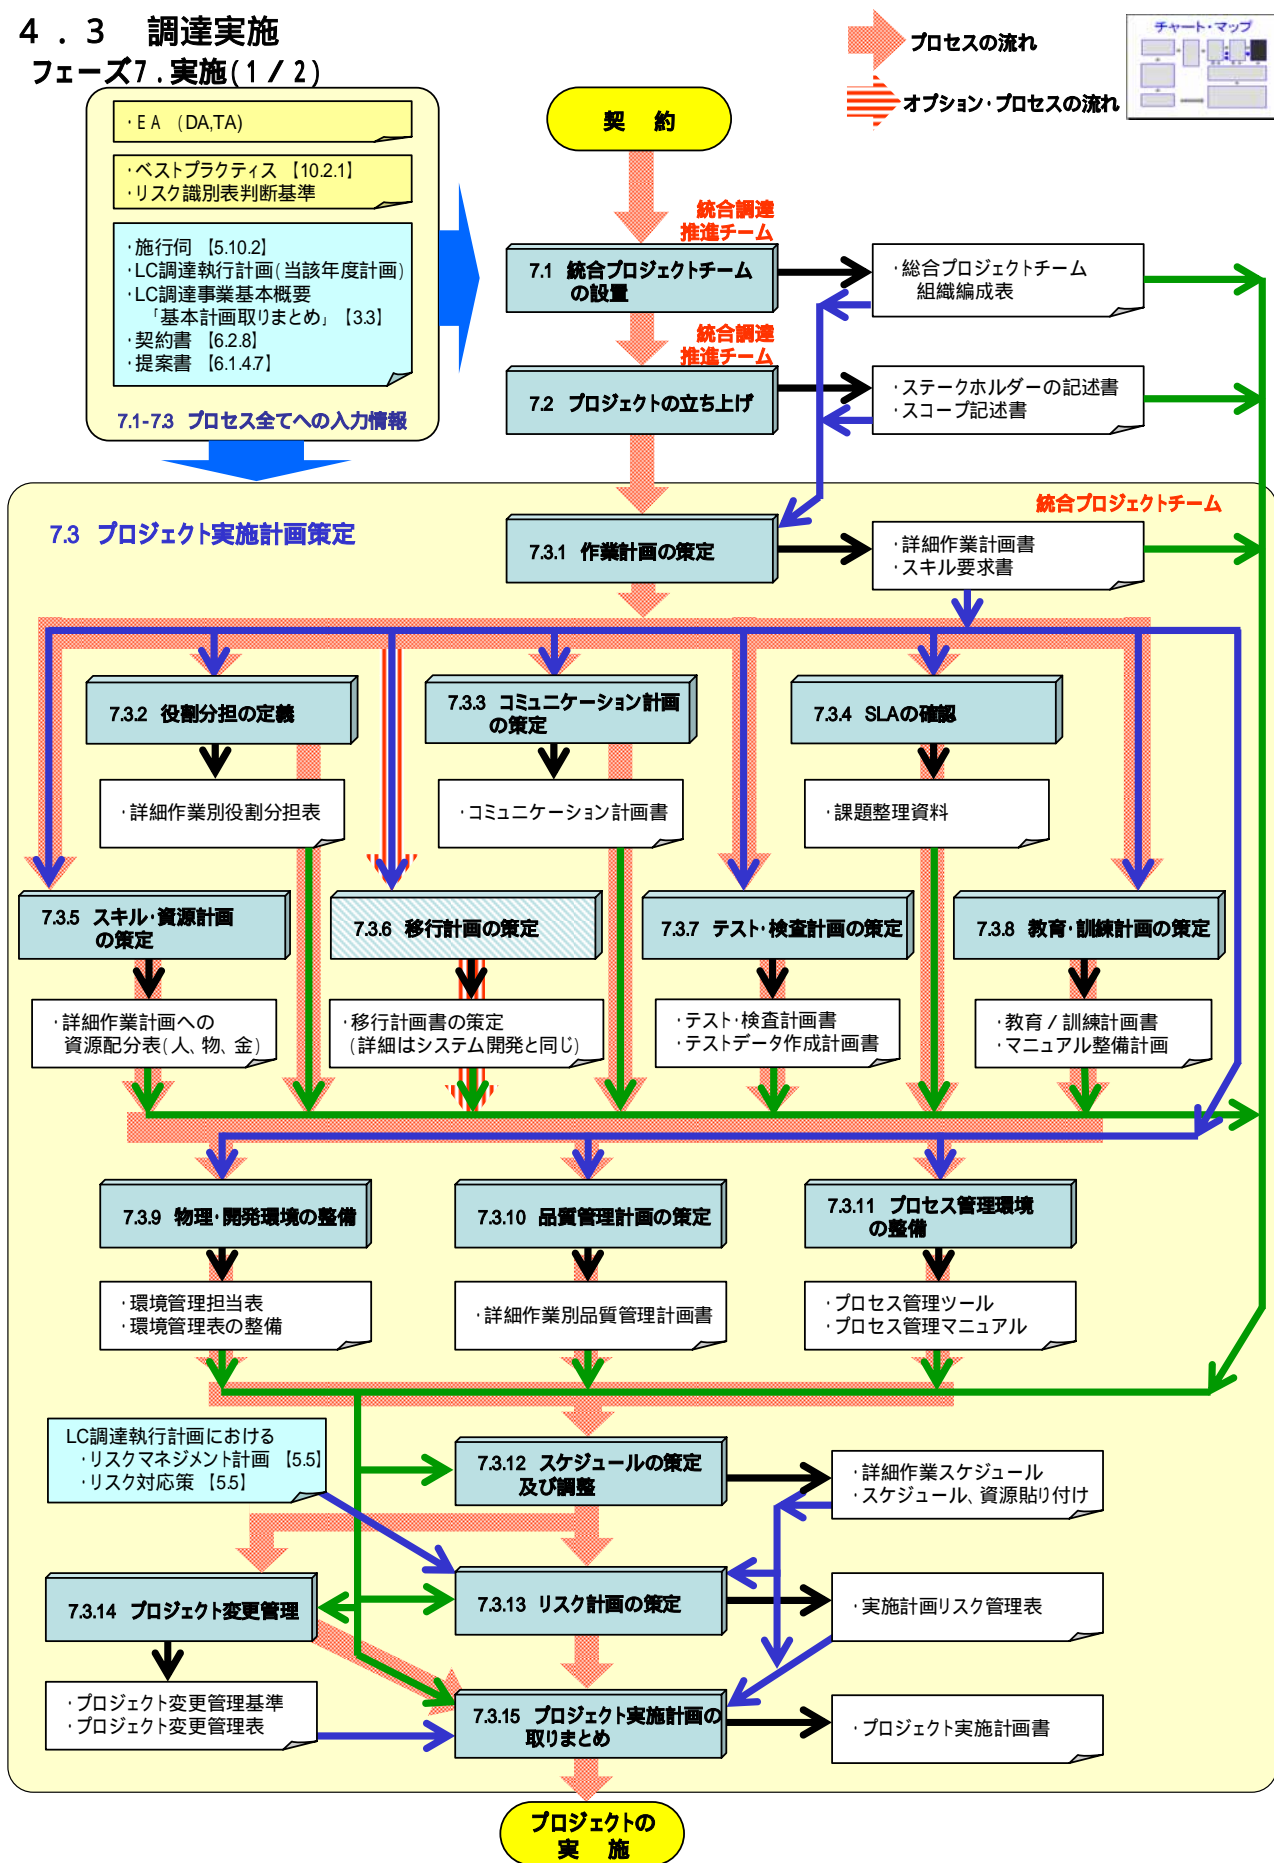 4．3　調達実施
フェーズ7．実施(1／2)
プロセスの流れ
オプション・プロセスの流れ
チャート・マップ
・EA　(DA,TA)
・ベストプラクティス　【10.2.1】
・リスク識別表判断基準
・施行伺　【5.10.2】
・LC調達執行計画(当該年度計画)
・LC調達事業基本概要
「基本計画取りまとめ」　【3.3】
・契約書　【6.2.8】
・提案書　【6.1.4.7】
7.1-7.3　プロセス全てへの入力情報
契　約
統合調達
推進チーム
7.1　統合プロジェクトチーム
の設置
・総合プロジェクトチーム
組織編成表
統合調達
推進チーム
7.2　プロジェクトの立ち上げ
・ステークホルダーの記述書
・スコープ記述書
7.3　プロジェクト実施計画策定
統合プロジェクトチーム
7.3.1　作業計画の策定
・詳細作業計画書
・スキル要求書
7.3.2　役割分担の定義
7.3.3　コミュニケーション計画
の策定
7.3.4　SLAの確認
・詳細作業別役割分担表
・コミュニケーション計画書
・課題整理資料
7.3.5　スキル・資源計画
の策定
7.3.6　移行計画の策定
7.3.7　テスト・検査計画の策定
7.3.8　教育・訓練計画の策定
・詳細作業計画への
資源配分表(人、物、金)
・移行計画書の策定
(詳細はシステム開発と同じ)
・テスト・検査計画書
・テストデータ作成計画書
・教育／訓練計画書
・マニュアル整備計画
7.3.9　物理・開発環境の整備
7.3.10　品質管理計画の策定
7.3.11　プロセス管理環境
の整備
・環境管理担当表
・環境管理表の整備
・詳細作業別品質管理計画書
・プロセス管理ツール
・プロセス管理マニュアル
LC調達執行計画における
・リスクマネジメント計画　【5.5】
・リスク対応策　【5.5】
7.3.12　スケジュールの策定
及び調整
・詳細作業スケジュール
・スケジュール、資源貼り付け
7.3.14　プロジェクト変更管理
7.3.13　リスク計画の策定
・実施計画リスク管理表
・プロジェクト変更管理基準
・プロジェクト変更管理表
7.3.15　プロジェクト実施計画の
取りまとめ
・プロジェクト実施計画書
プロジェクトの
実　施